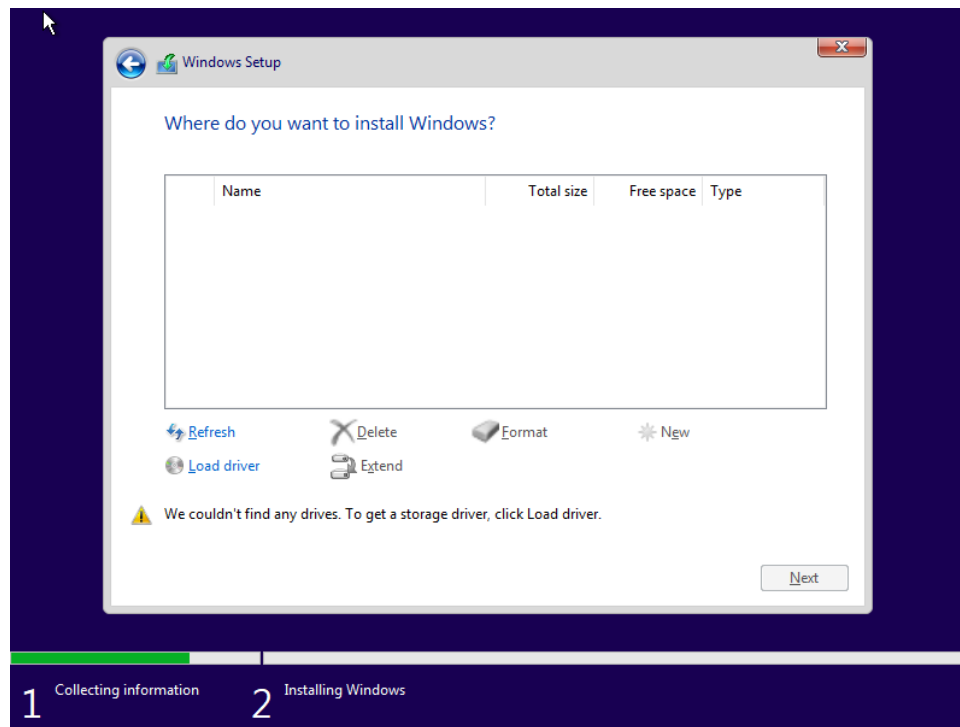 Windows Setup
Where do you want to install Windows?
Name Total size Free space Type
Refresh Delete Format New
Load driver Extend
We couldn't find any drives. To get a storage driver, click Load driver.
Next
1 Collecting information 2 Installing Windows